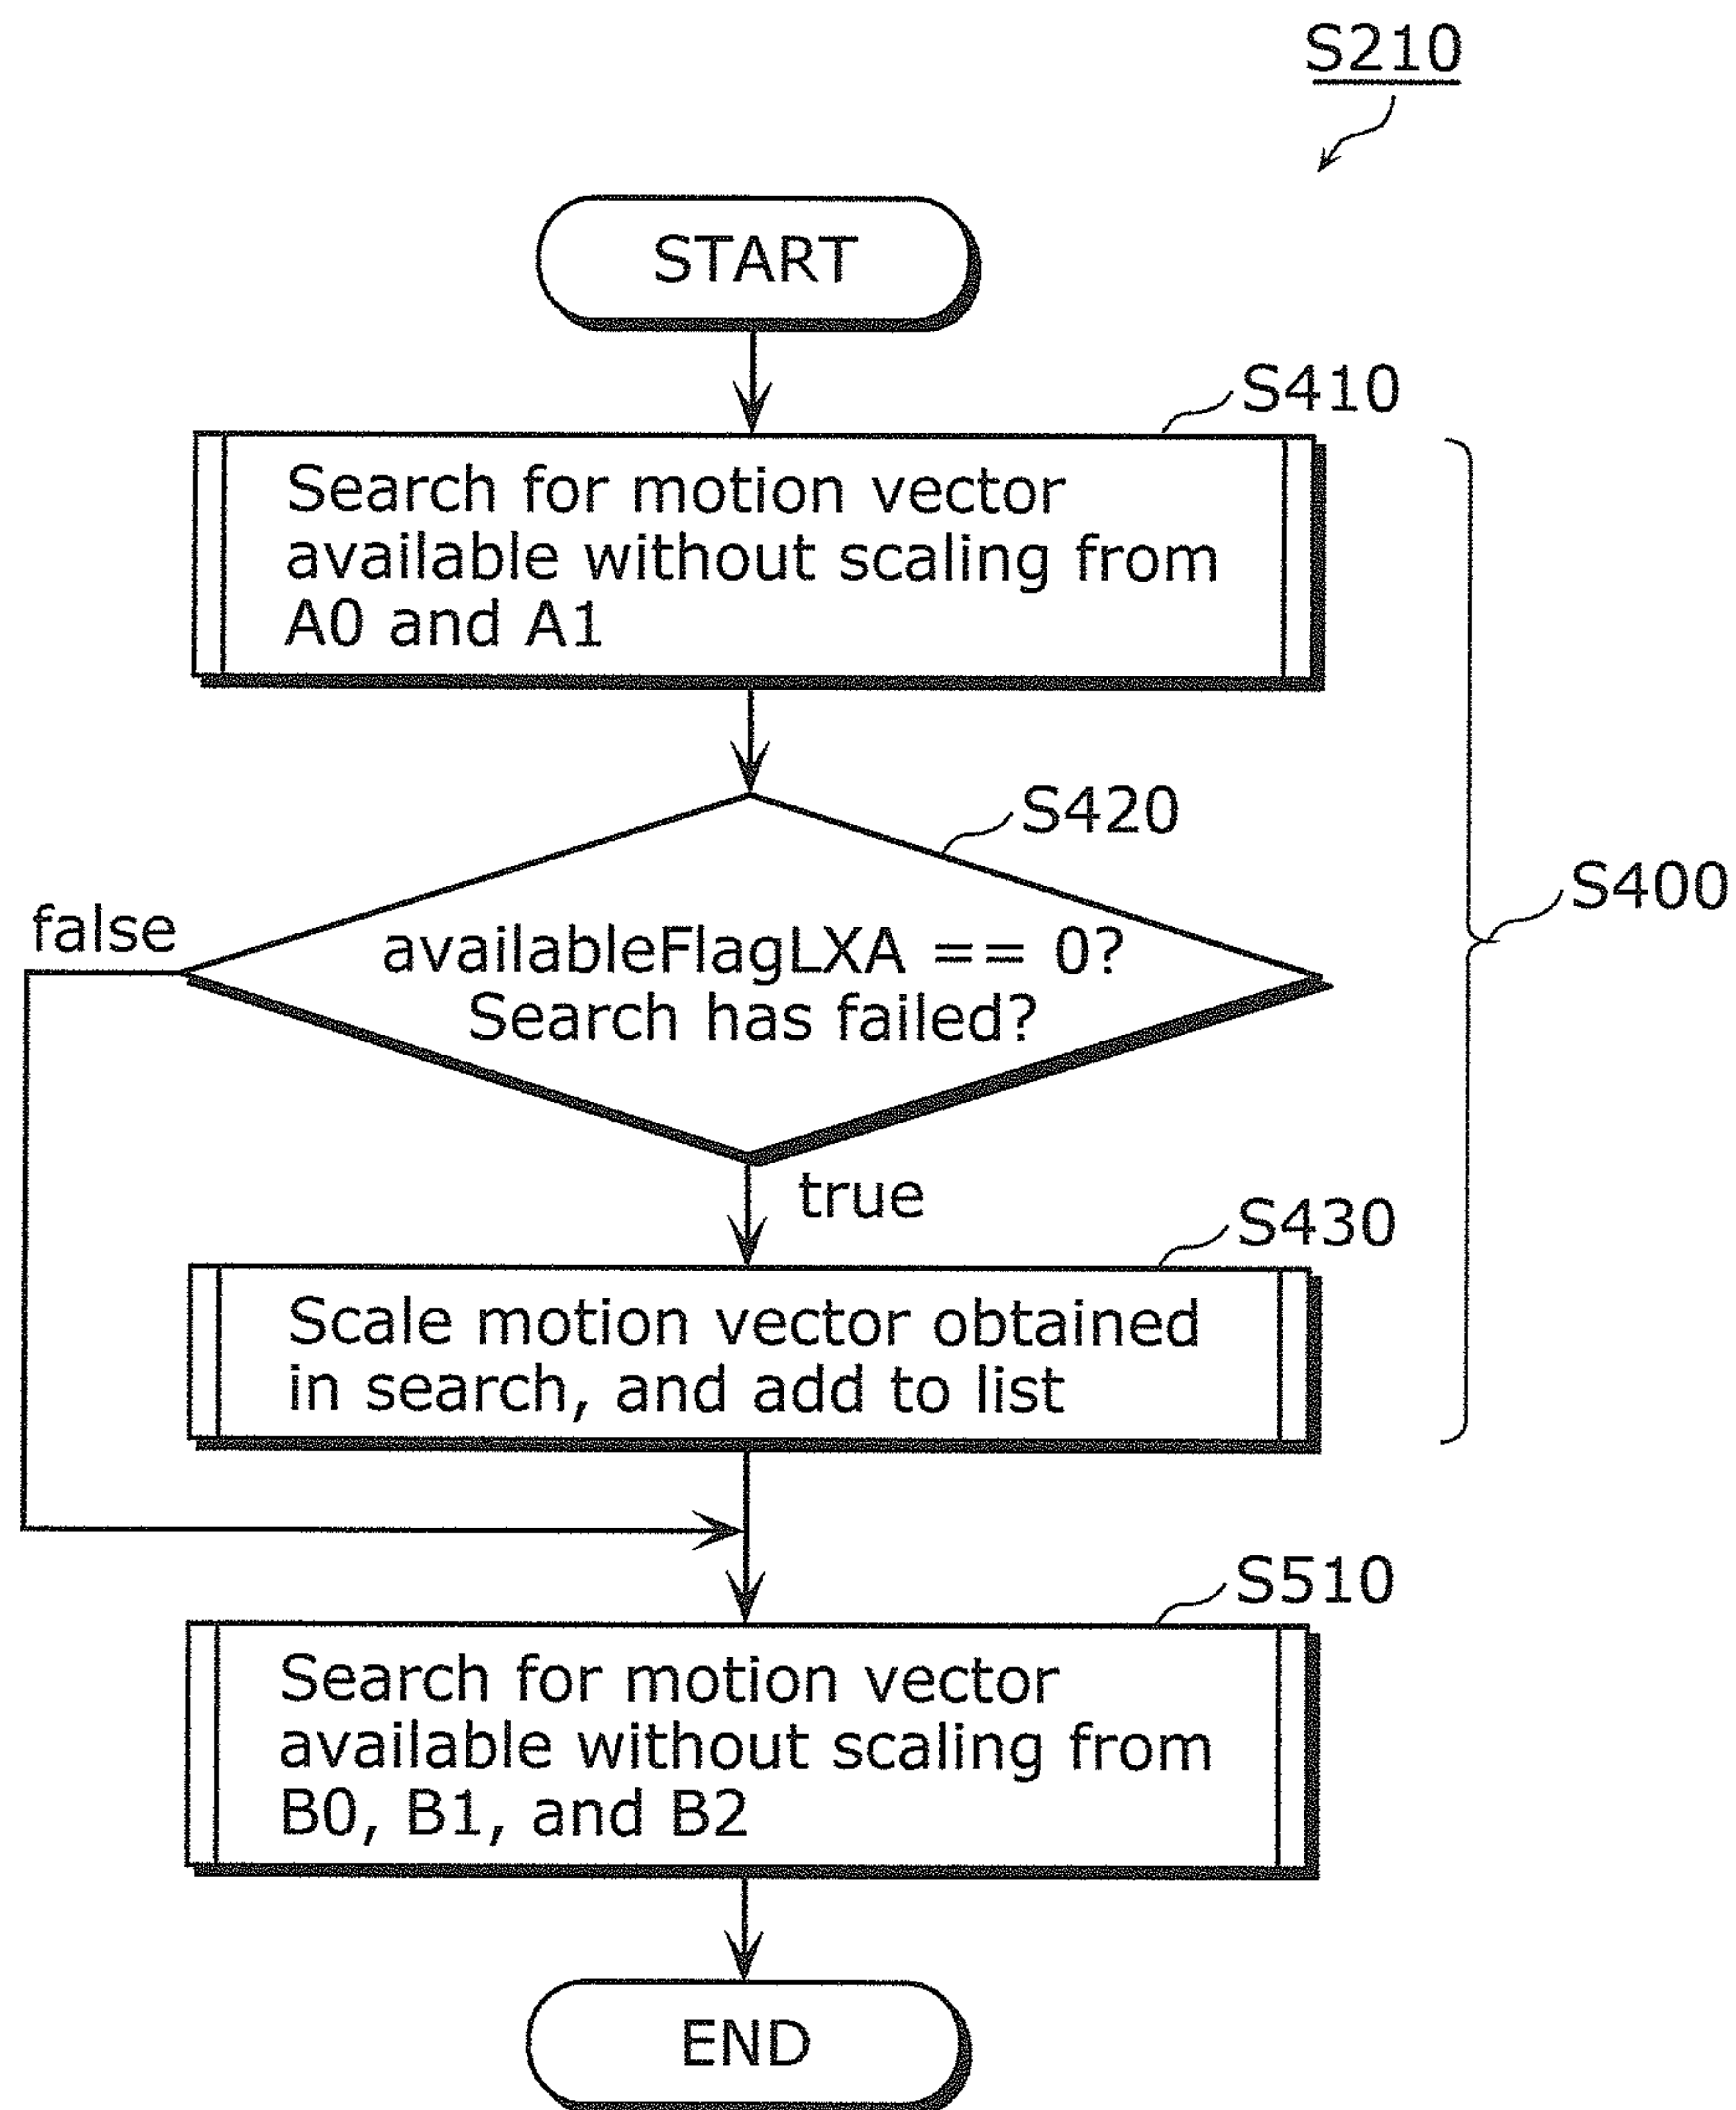 S210
START
S410
Search for motion vector
available without scaling from
A0 and A1
S420
S400
false
availableFlagLXA == 0?
Search has failed?
true
S430
Scale motion vector obtained
in search, and add to list
S510
Search for motion vector
available without scaling from
B0, B1, and B2
END